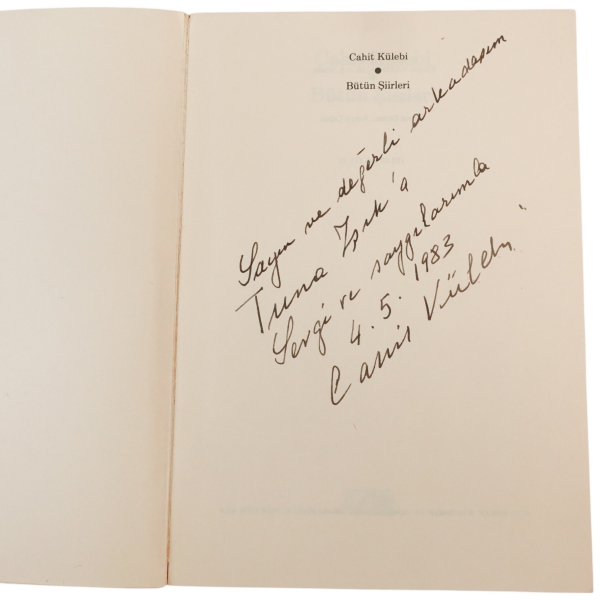 Cahit Külebi
●
Bütün Şiirleri
Sayın ve değerli arkadaşım
Tuna Işık'a
Sevgi ve saygılarımla
4.5.1983
Cahit Külebi